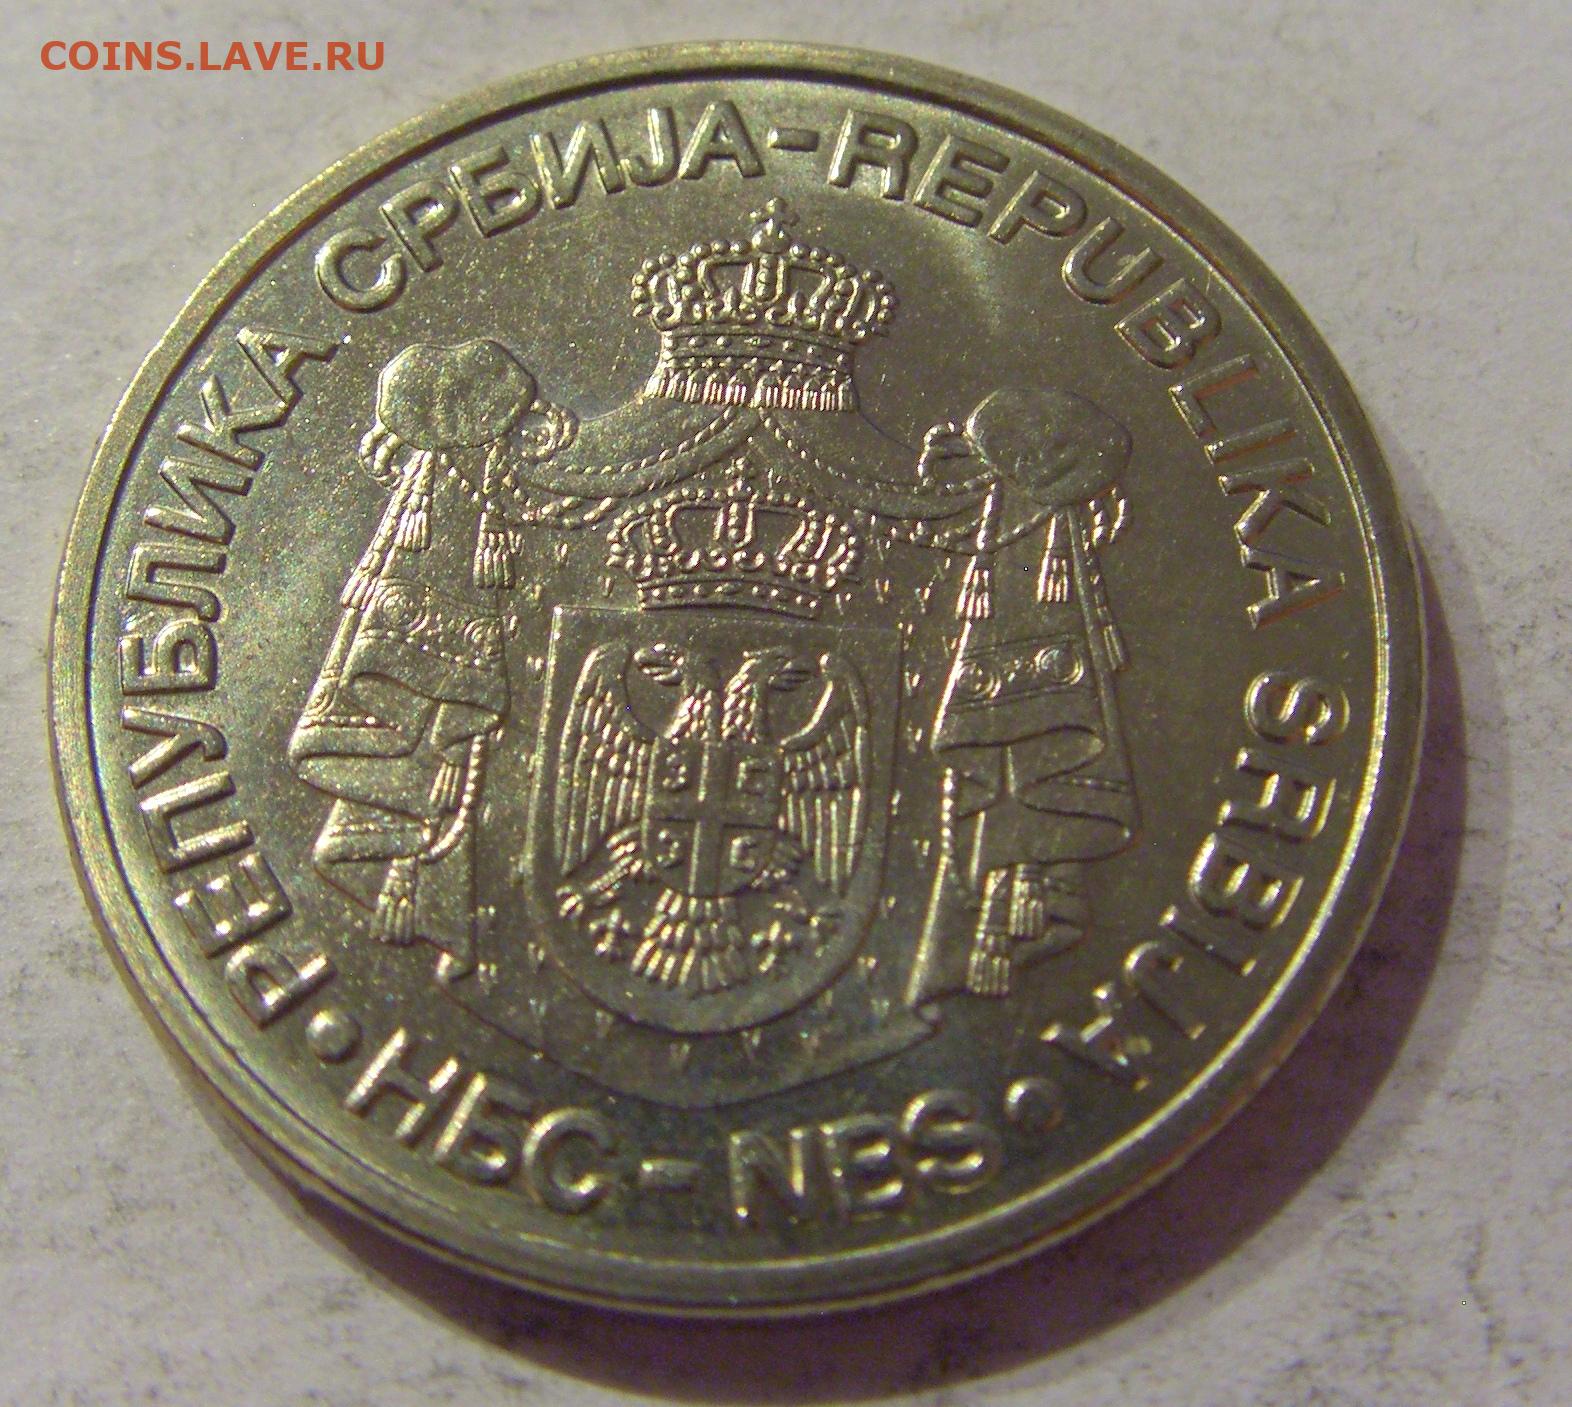 COINS.LAVE.RU
РЕПУБЛИКА СРБИЈА-REPUBLIKA SRBIJA
•НБС-NBS•